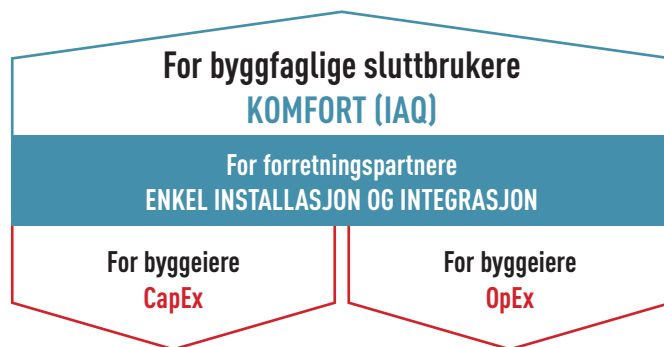 For byggfaglige sluttbrukere
KOMFORT (IAQ)
For forretningspartnere
ENKEL INSTALLASJON OG INTEGRASJON
For byggeiere
CapEx
For byggeiere
OpEx